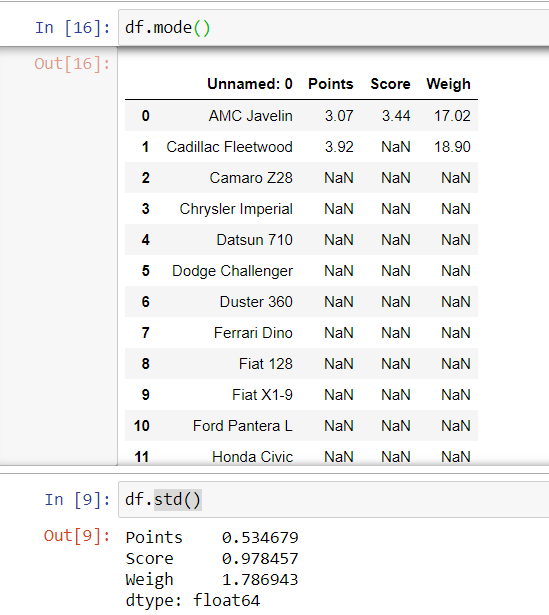 In [16]: df.mode()
Out[16]:
Unnamed: 0 Points Score Weigh
0 AMC Javelin 3.07 3.44 17.02
1 Cadillac Fleetwood 3.92 NaN 18.90
2 Camaro Z28 NaN NaN NaN
3 Chrysler Imperial NaN NaN NaN
4 Datsun 710 NaN NaN NaN
5 Dodge Challenger NaN NaN NaN
6 Duster 360 NaN NaN NaN
7 Ferrari Dino NaN NaN NaN
8 Fiat 128 NaN NaN NaN
9 Fiat X1-9 NaN NaN NaN
10 Ford Pantera L NaN NaN NaN
11 Honda Civic NaN NaN NaN
In [9]: df.std()
Out[9]: Points 0.534679
Score 0.978457
Weigh 1.786943
dtype: float64